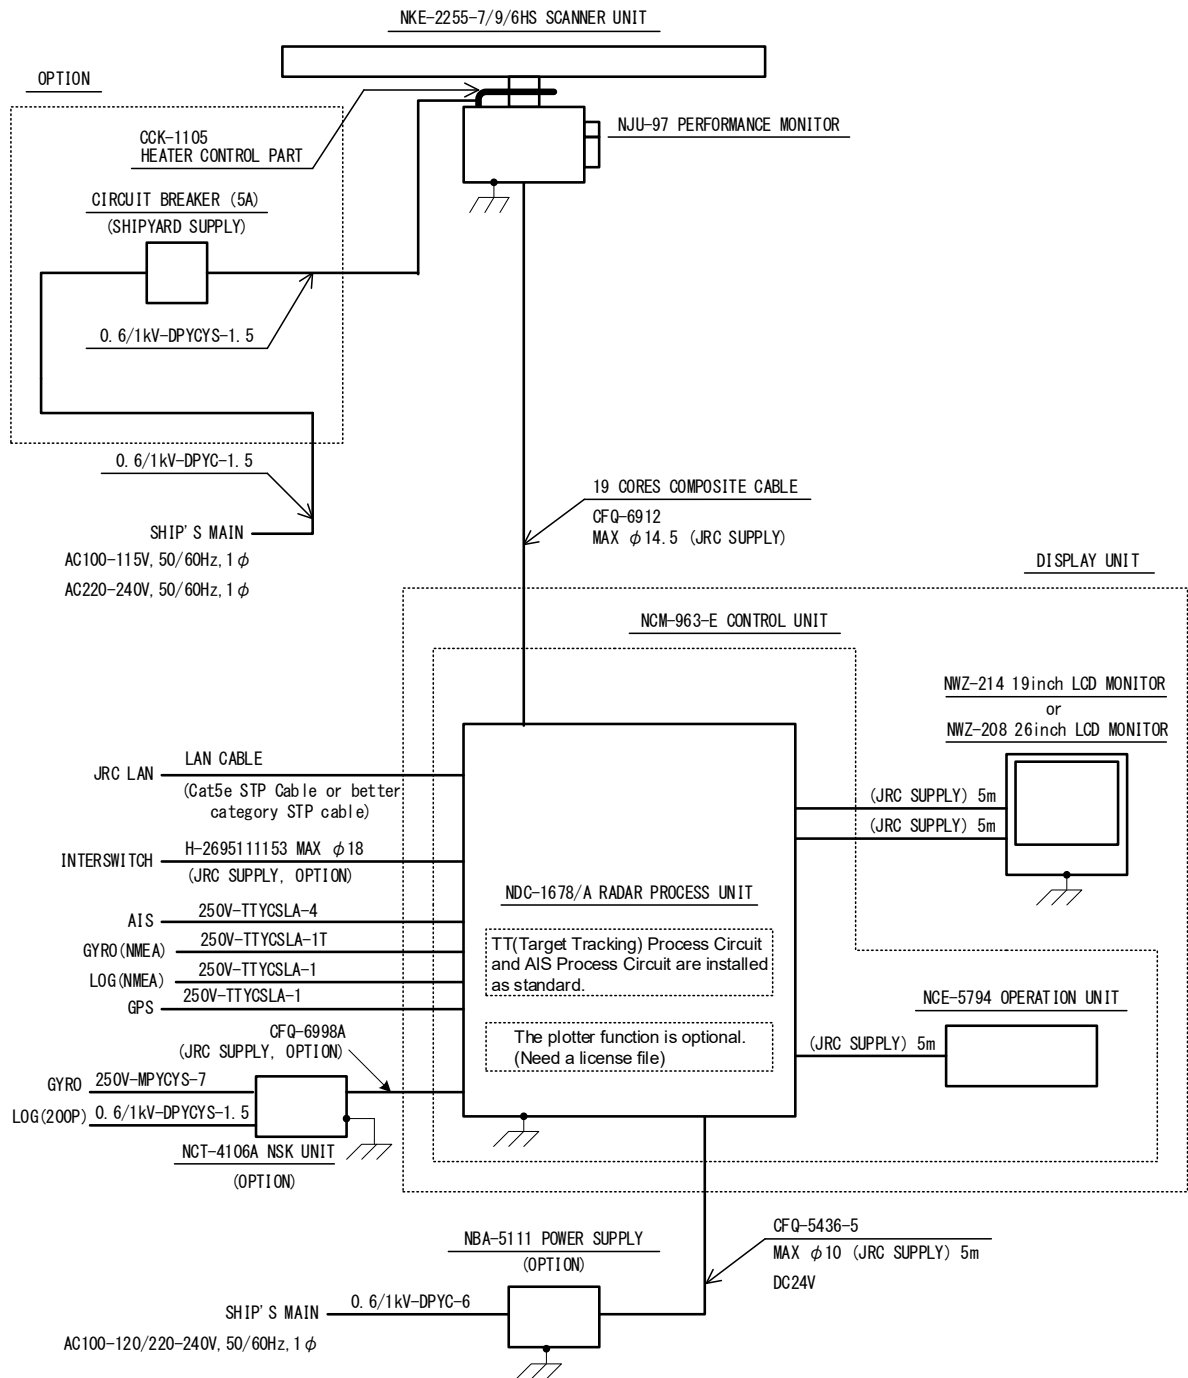 NKE-2255-7/9/6HS SCANNER UNIT
OPTION
CCK-1105
HEATER CONTROL PART
NJU-97 PERFORMANCE MONITOR
CIRCUIT BREAKER (5A)
(SHIPYARD SUPPLY)
0.6/1kV-DPYCYS-1.5
0.6/1kV-DPYC-1.5
SHIP'S MAIN
AC100-115V, 50/60Hz, 1φ
AC220-240V, 50/60Hz, 1φ
19 CORES COMPOSITE CABLE
CFQ-6912
MAX φ14.5 (JRC SUPPLY)
DISPLAY UNIT
NCM-963-E CONTROL UNIT
NWZ-214 19inch LCD MONITOR
or
NWZ-208 26inch LCD MONITOR
JRC LAN
LAN CABLE
(Cat5e STP Cable or better
category STP cable)
(JRC SUPPLY) 5m
(JRC SUPPLY) 5m
INTERSWITCH
H-2695111153 MAX φ18
(JRC SUPPLY, OPTION)
NDC-1678/A RADAR PROCESS UNIT
AIS
250V-TTYCSLA-4
GYRO(NMEA)
250V-TTYCSLA-1T
LOG(NMEA)
250V-TTYCSLA-1
GPS
250V-TTYCSLA-1
TT(Target Tracking) Process Circuit
and AIS Process Circuit are installed
as standard.
NCE-5794 OPERATION UNIT
The plotter function is optional.
(Need a license file)
(JRC SUPPLY) 5m
CFQ-6998A
(JRC SUPPLY, OPTION)
GYRO
250V-MPYCYS-7
LOG(200P)
0.6/1kV-DPYCYS-1.5
NCT-4106A NSK UNIT
(OPTION)
NBA-5111 POWER SUPPLY
(OPTION)
CFQ-5436-5
MAX φ10 (JRC SUPPLY) 5m
DC24V
SHIP'S MAIN
0.6/1kV-DPYC-6
AC100-120/220-240V, 50/60Hz, 1φ